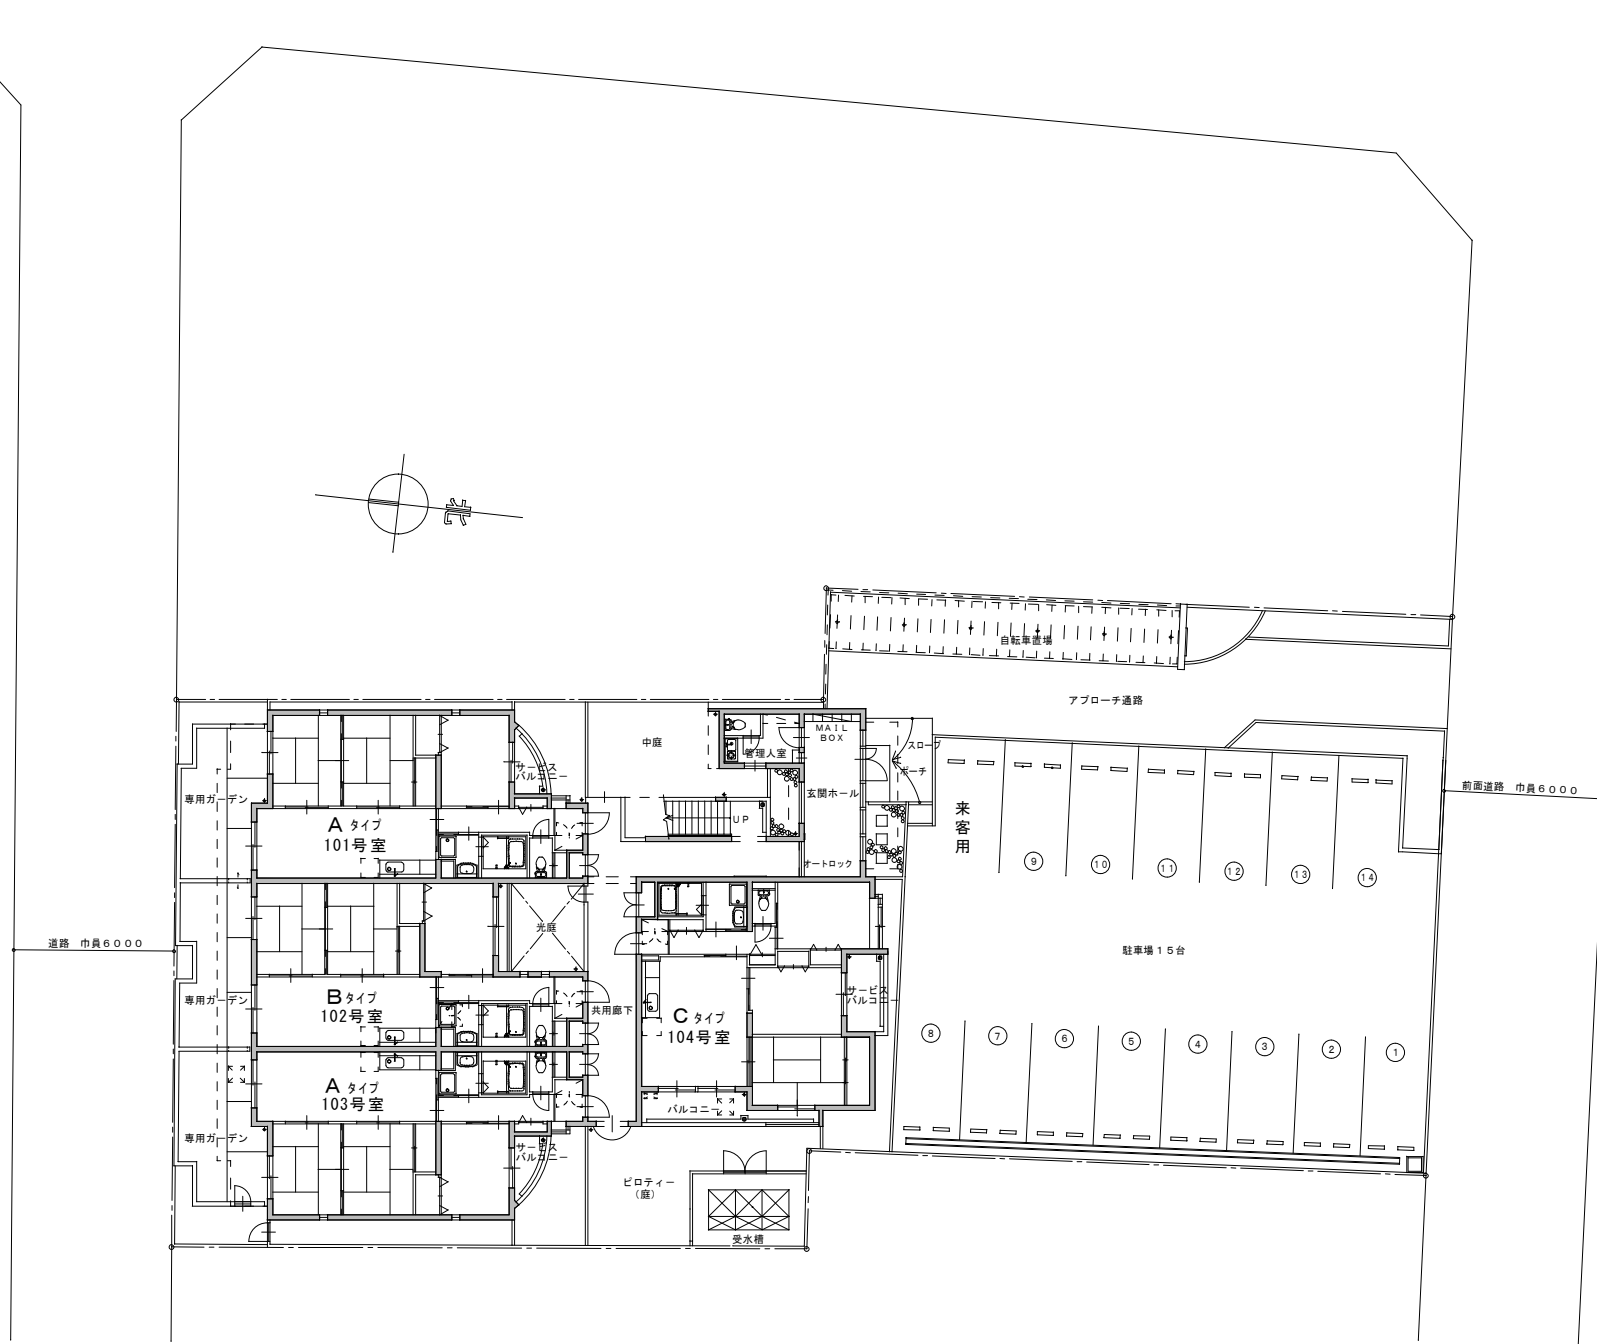 北
自転車置場
アプローチ通路
MAIL
BOX
中庭
管理人室
スロープ
ポーチ
サービス
バルコニー
専用ガーデン
玄関ホール
前面道路 巾員6000
来客用
UP
A タイプ
101号室
オートロック
9
10
11
12
13
14
光庭
道路 巾員6000
駐車場15台
専用ガーデン
B タイプ
102号室
共用廊下
C タイプ
104号室
サービス
バルコニー
8
7
6
5
4
3
2
1
A タイプ
103号室
バルコニー
専用ガーデン
サービス
バルコニー
ピロティー
(庭)
受水槽